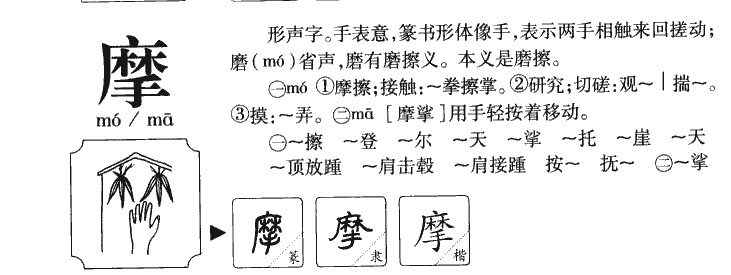 摩
mó / mā
形声字。手表意,篆书形体像手,表示两手相触来回搓动;
磨(mó)省声,磨有磨擦义。本义是磨擦。
㊀mó ①摩擦;接触:～拳擦掌。②研究;切磋:观～│揣～。
③摸:～弄。㊁mā [摩挲]用手轻按着移动。
㊀～擦 ～登 ～尔 ～天 ～挲 ～托 ～崖 ～天
～顶放踵 ～肩击毂 ～肩接踵 按～ 抚～ ㊁～挲
摩 篆 摩 隶 摩 楷